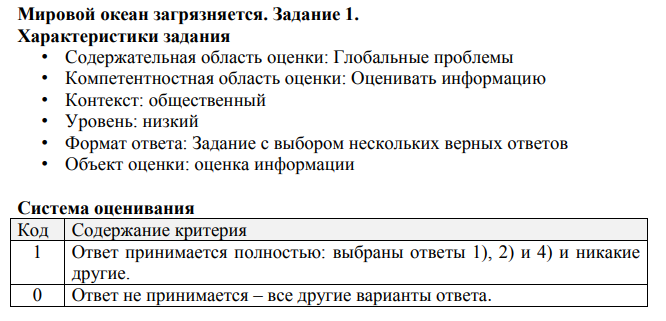 Мировой океан загрязняется. Задание 1.
Характеристики задания
• Содержательная область оценки: Глобальные проблемы
• Компетентностная область оценки: Оценивать информацию
• Контекст: общественный
• Уровень: низкий
• Формат ответа: Задание с выбором нескольких верных ответов
• Объект оценки: оценка информации
Система оценивания
Код Содержание критерия
1 Ответ принимается полностью: выбраны ответы 1), 2) и 4) и никакие
другие.
0 Ответ не принимается – все другие варианты ответа.